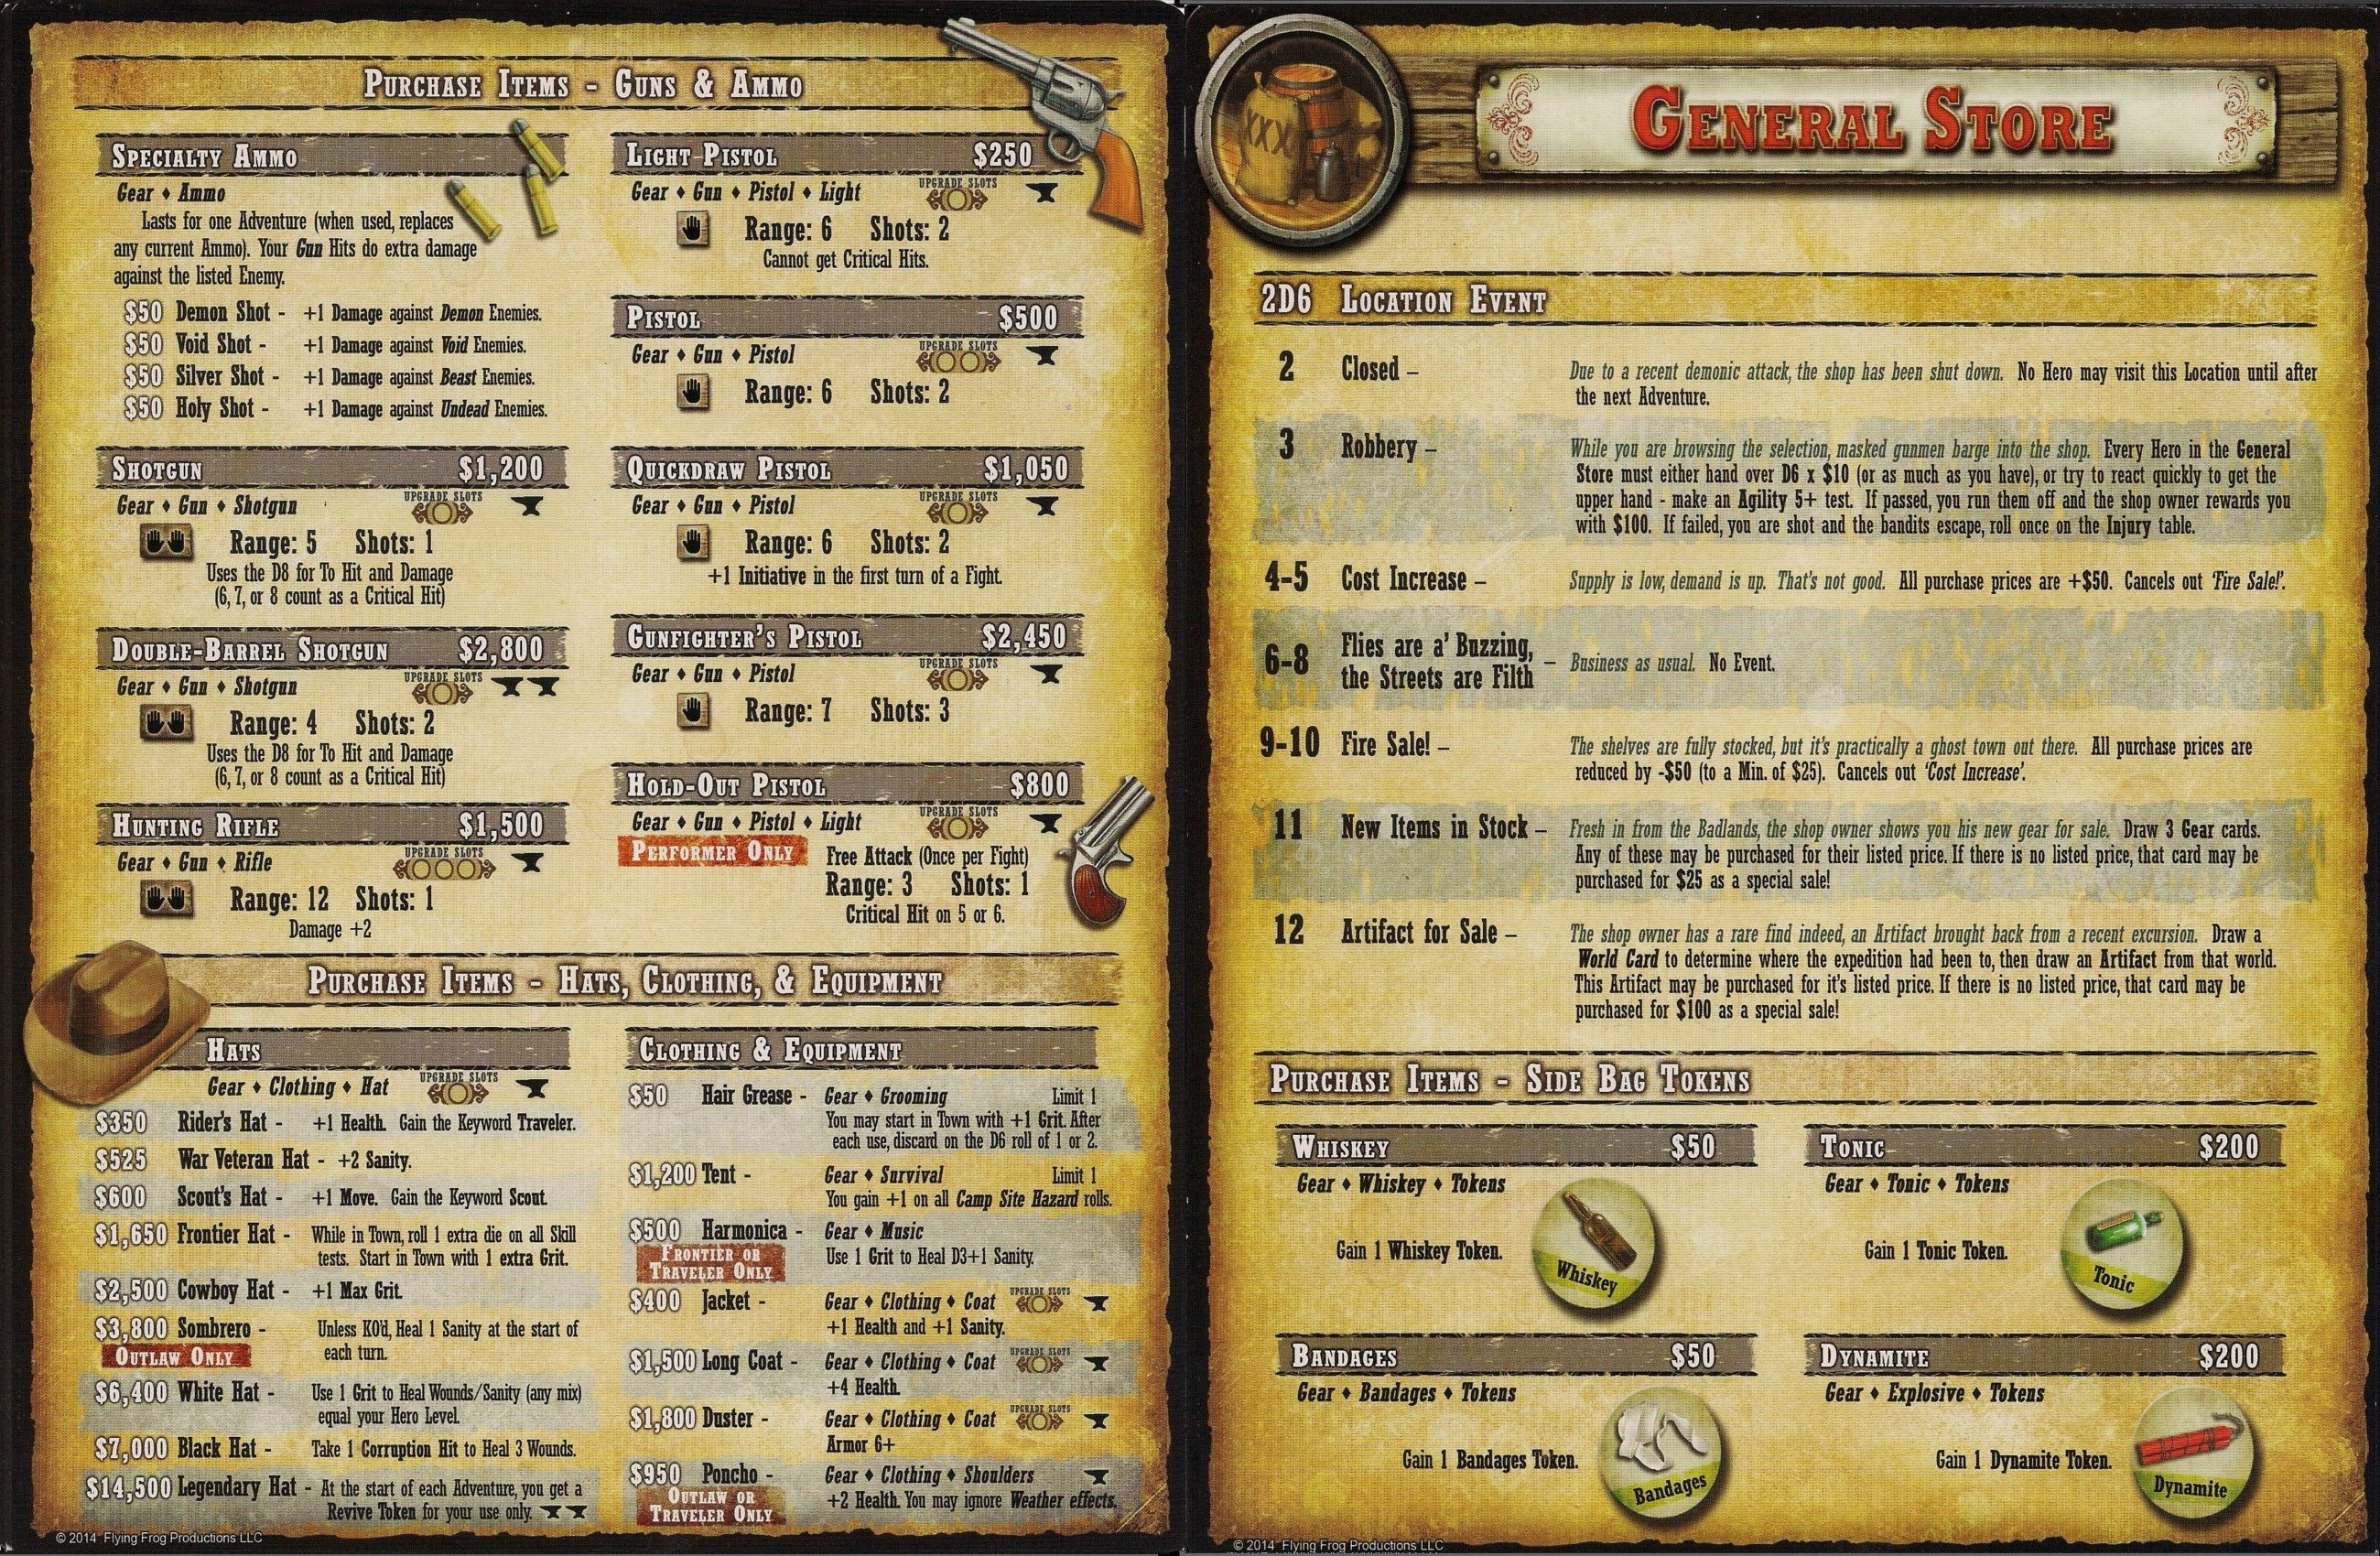 Purchase Items - Guns & Ammo
Specialty Ammo
Gear ♦ Ammo
Lasts for one Adventure (when used, replaces
any current Ammo). Your Gun Hits do extra damage
against the listed Enemy.
$50 Demon Shot - +1 Damage against Demon Enemies.
$50 Void Shot - +1 Damage against Void Enemies.
$50 Silver Shot - +1 Damage against Beast Enemies.
$50 Holy Shot - +1 Damage against Undead Enemies.
Shotgun $1,200
Gear ♦ Gun ♦ Shotgun UPGRADE SLOTS
Range: 5 Shots: 1
Uses the D8 for To Hit and Damage
(6, 7, or 8 count as a Critical Hit)
Double-Barrel Shotgun $2,800
Gear ♦ Gun ♦ Shotgun UPGRADE SLOTS
Range: 4 Shots: 2
Uses the D8 for To Hit and Damage
(6, 7, or 8 count as a Critical Hit)
Hunting Rifle $1,500
Gear ♦ Gun ♦ Rifle UPGRADE SLOTS
Range: 12 Shots: 1
Damage +2
Light Pistol $250
Gear ♦ Gun ♦ Pistol ♦ Light UPGRADE SLOTS
Range: 6 Shots: 2
Cannot get Critical Hits.
Pistol $500
Gear ♦ Gun ♦ Pistol UPGRADE SLOTS
Range: 6 Shots: 2
Quickdraw Pistol $1,050
Gear ♦ Gun ♦ Pistol UPGRADE SLOTS
Range: 6 Shots: 2
+1 Initiative in the first turn of a Fight.
Gunfighter's Pistol $2,450
Gear ♦ Gun ♦ Pistol UPGRADE SLOTS
Range: 7 Shots: 3
Hold-Out Pistol $800
Gear ♦ Gun ♦ Pistol ♦ Light UPGRADE SLOTS
Performer Only Free Attack (Once per Fight)
Range: 3 Shots: 1
Critical Hit on 5 or 6.
Purchase Items - Hats, Clothing, & Equipment
Hats
Gear ♦ Clothing ♦ Hat UPGRADE SLOTS
$350 Rider's Hat - +1 Health. Gain the Keyword Traveler.
$525 War Veteran Hat - +2 Sanity.
$600 Scout's Hat - +1 Move. Gain the Keyword Scout.
$1,650 Frontier Hat - While in Town, roll 1 extra die on all Skill
tests. Start in Town with 1 extra Grit.
$2,500 Cowboy Hat - +1 Max Grit.
$3,800 Sombrero - Unless KO'd, Heal 1 Sanity at the start of
Outlaw Only each turn.
$6,400 White Hat - Use 1 Grit to Heal Wounds/Sanity (any mix)
equal your Hero Level.
$7,000 Black Hat - Take 1 Corruption Hit to Heal 3 Wounds.
$14,500 Legendary Hat - At the start of each Adventure, you get a
Revive Token for your use only.
Clothing & Equipment
$50 Hair Grease - Gear ♦ Grooming Limit 1
You may start in Town with +1 Grit. After
each use, discard on the D6 roll of 1 or 2.
$1,200 Tent - Gear ♦ Survival Limit 1
You gain +1 on all Camp Site Hazard rolls.
$500 Harmonica - Gear ♦ Music
Frontier or Traveler Only Use 1 Grit to Heal D3+1 Sanity.
$400 Jacket - Gear ♦ Clothing ♦ Coat UPGRADE SLOTS
+1 Health and +1 Sanity.
$1,500 Long Coat - Gear ♦ Clothing ♦ Coat UPGRADE SLOTS
+4 Health.
$1,800 Duster - Gear ♦ Clothing ♦ Coat UPGRADE SLOTS
Armor 6+
$950 Poncho - Gear ♦ Clothing ♦ Shoulders
Outlaw or Traveler Only +2 Health. You may ignore Weather effects.
© 2014 Flying Frog Productions LLC
XXX
General Store
2D6 Location Event
2 Closed – Due to a recent demonic attack, the shop has been shut down. No Hero may visit this Location until after
the next Adventure.
3 Robbery – While you are browsing the selection, masked gunmen barge into the shop. Every Hero in the General
Store must either hand over D6 x $10 (or as much as you have), or try to react quickly to get the
upper hand - make an Agility 5+ test. If passed, you run them off and the shop owner rewards you
with $100. If failed, you are shot and the bandits escape, roll once on the Injury table.
4-5 Cost Increase – Supply is low, demand is up. That's not good. All purchase prices are +$50. Cancels out 'Fire Sale!'.
6-8 Flies are a' Buzzing,
the Streets are Filth – Business as usual. No Event.
9-10 Fire Sale! – The shelves are fully stocked, but it's practically a ghost town out there. All purchase prices are
reduced by -$50 (to a Min. of $25). Cancels out 'Cost Increase'.
11 New Items in Stock – Fresh in from the Badlands, the shop owner shows you his new gear for sale. Draw 3 Gear cards.
Any of these may be purchased for their listed price. If there is no listed price, that card may be
purchased for $25 as a special sale!
12 Artifact for Sale – The shop owner has a rare find indeed, an Artifact brought back from a recent excursion. Draw a
World Card to determine where the expedition had been to, then draw an Artifact from that world.
This Artifact may be purchased for it's listed price. If there is no listed price, that card may be
purchased for $100 as a special sale!
Purchase Items - Side Bag Tokens
Whiskey $50
Gear ♦ Whiskey ♦ Tokens
Gain 1 Whiskey Token.
Whiskey
Tonic $200
Gear ♦ Tonic ♦ Tokens
Gain 1 Tonic Token.
Tonic
Bandages $50
Gear ♦ Bandages ♦ Tokens
Gain 1 Bandages Token.
Bandages
Dynamite $200
Gear ♦ Explosive ♦ Tokens
Gain 1 Dynamite Token.
Dynamite
© 2014 Flying Frog Productions LLC